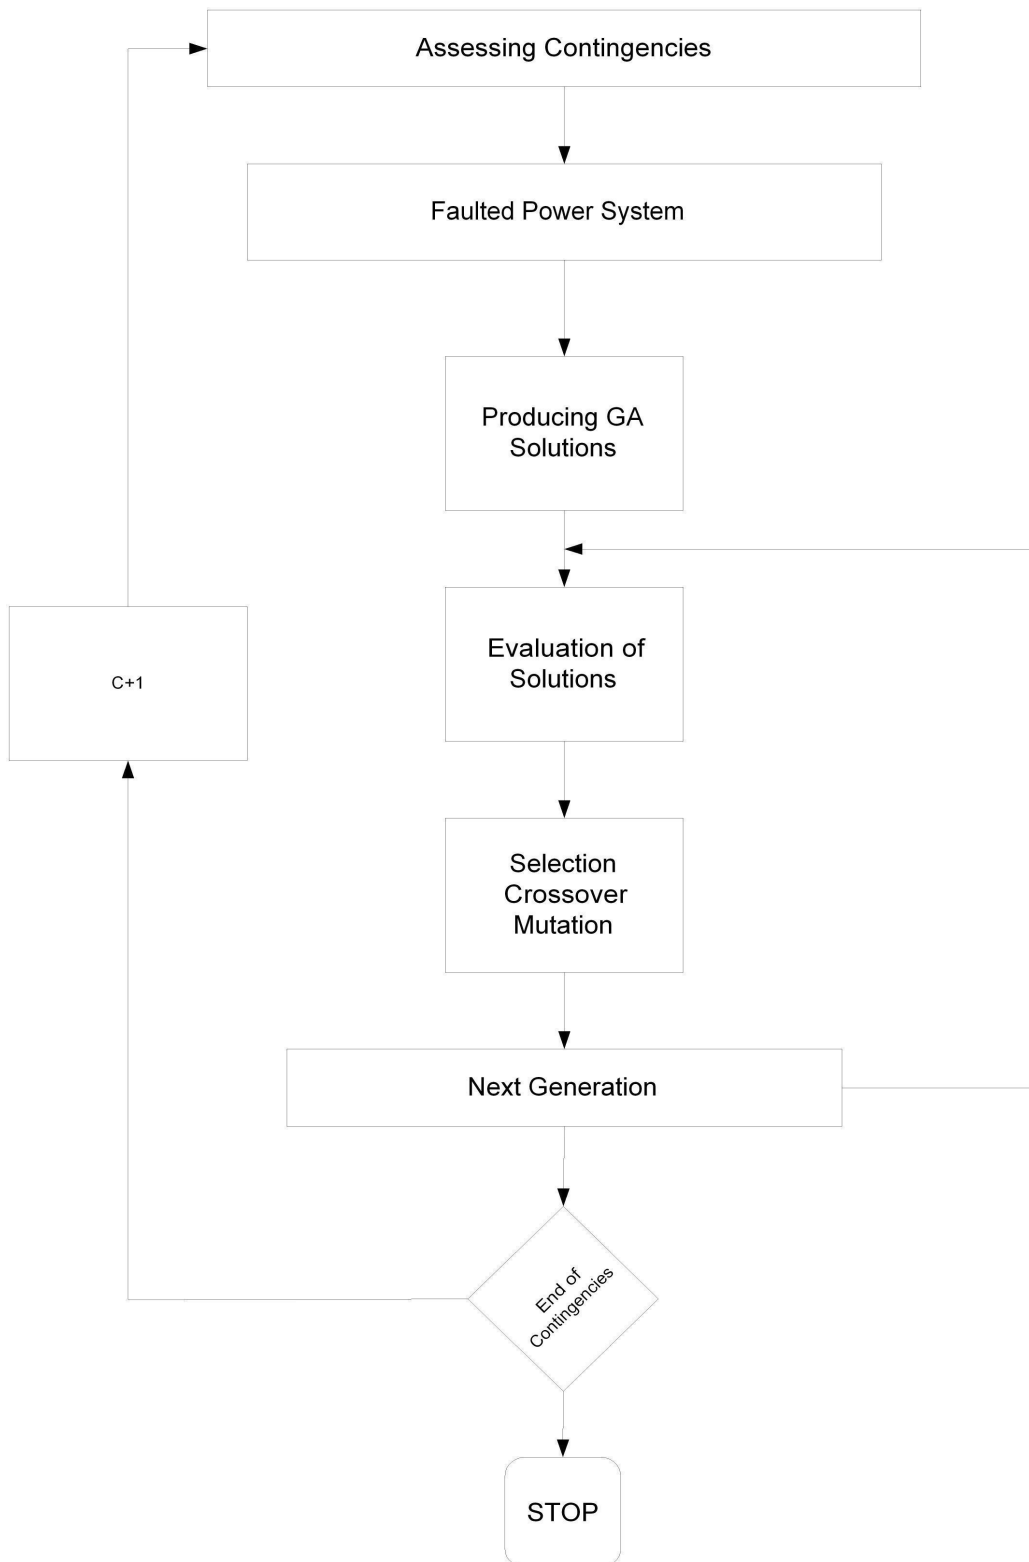 Assessing Contingencies
Faulted Power System
Producing GA
Solutions
Evaluation of
Solutions
C+1
Selection
Crossover
Mutation
Next Generation
End of
Contingencies
STOP